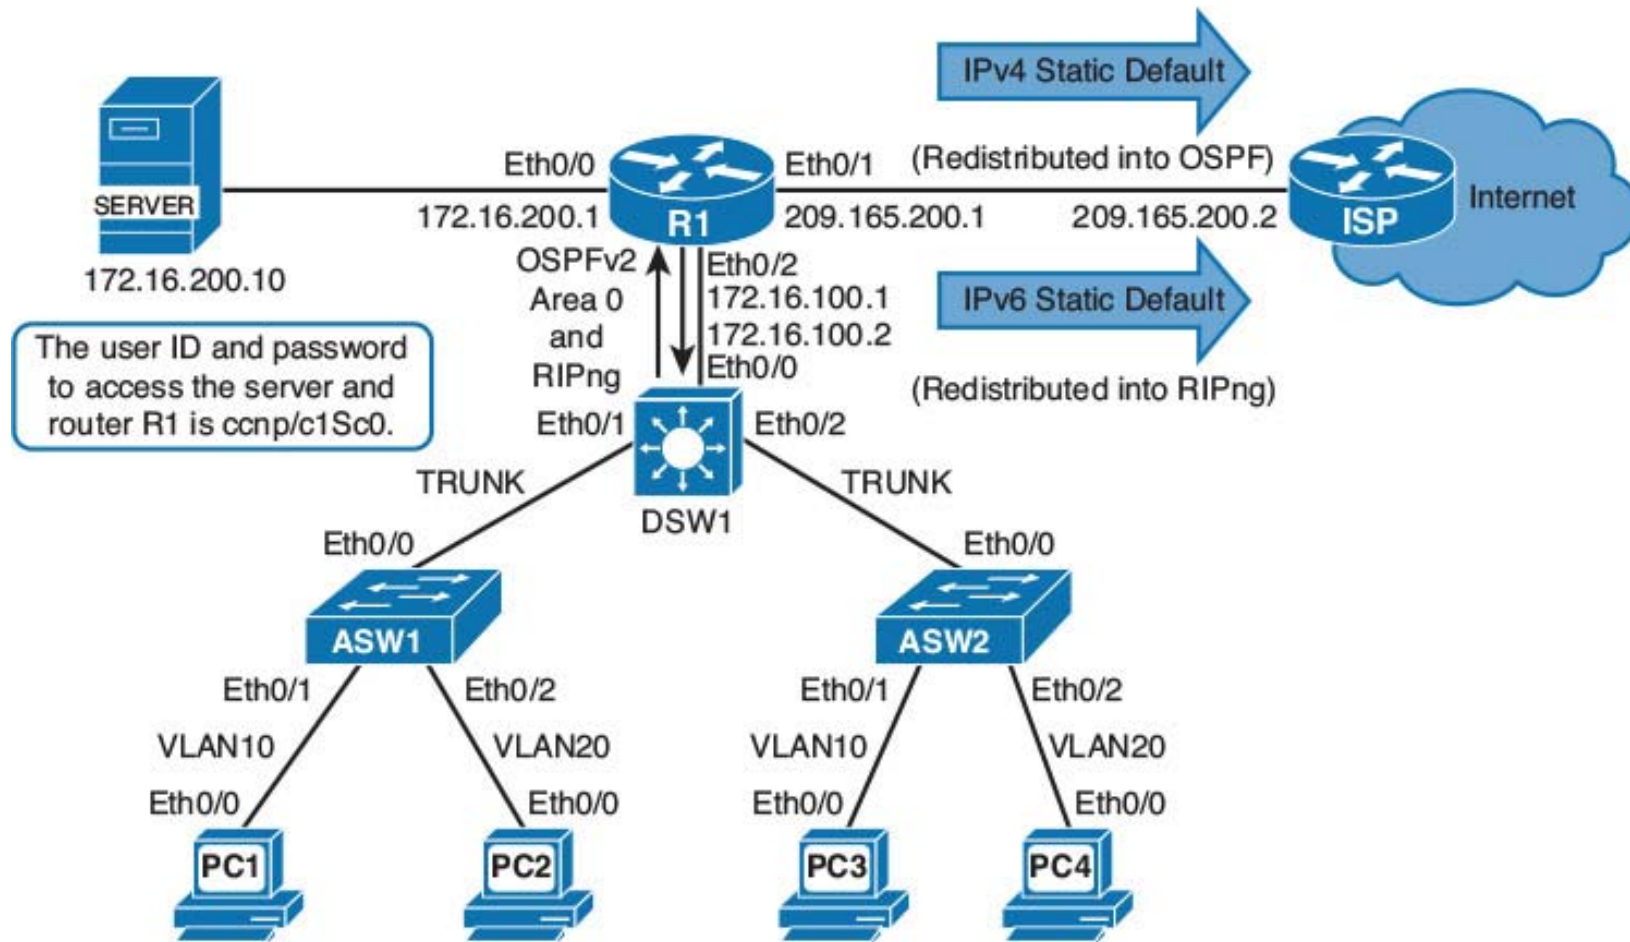 IPv4 Static Default
Eth0/0
Eth0/1
(Redistributed into OSPF)
SERVER
172.16.200.1
R1
209.165.200.1
209.165.200.2
ISP
Internet
172.16.200.10
OSPFv2
Area 0
and
RIPng
Eth0/2
172.16.100.1
172.16.100.2
Eth0/0
IPv6 Static Default
(Redistributed into RIPng)
The user ID and password
to access the server and
router R1 is ccnp/c1Sc0.
Eth0/1
Eth0/2
TRUNK
TRUNK
DSW1
Eth0/0
Eth0/0
ASW1
ASW2
Eth0/1
Eth0/2
Eth0/1
Eth0/2
VLAN10
VLAN20
VLAN10
VLAN20
Eth0/0
Eth0/0
Eth0/0
Eth0/0
PC1
PC2
PC3
PC4